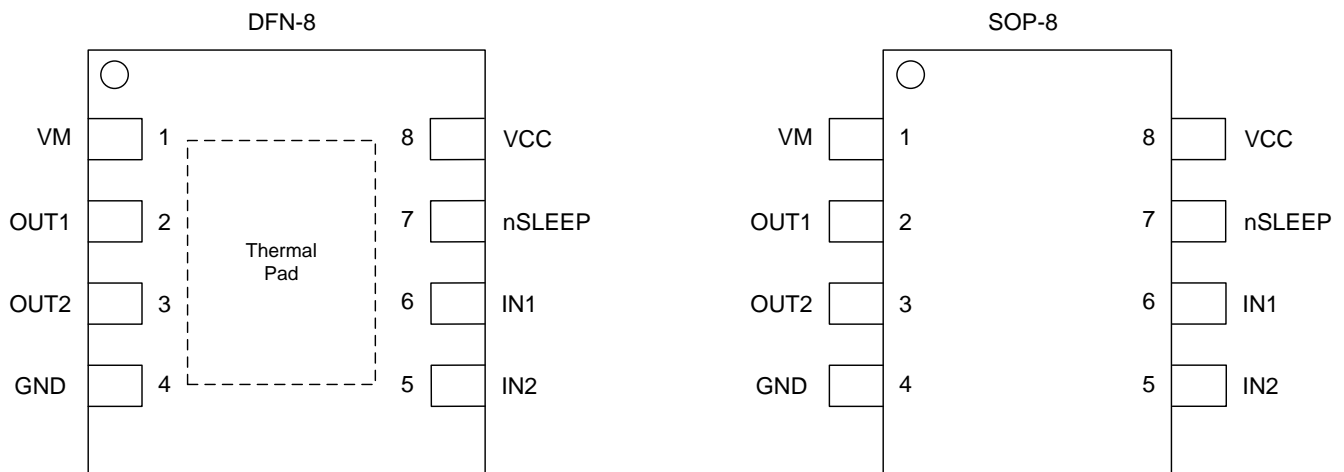 DFN-8
VM 1 8 VCC
OUT1 2 7 nSLEEP
Thermal
Pad
OUT2 3 6 IN1
GND 4 5 IN2
SOP-8
VM 1 8 VCC
OUT1 2 7 nSLEEP
OUT2 3 6 IN1
GND 4 5 IN2